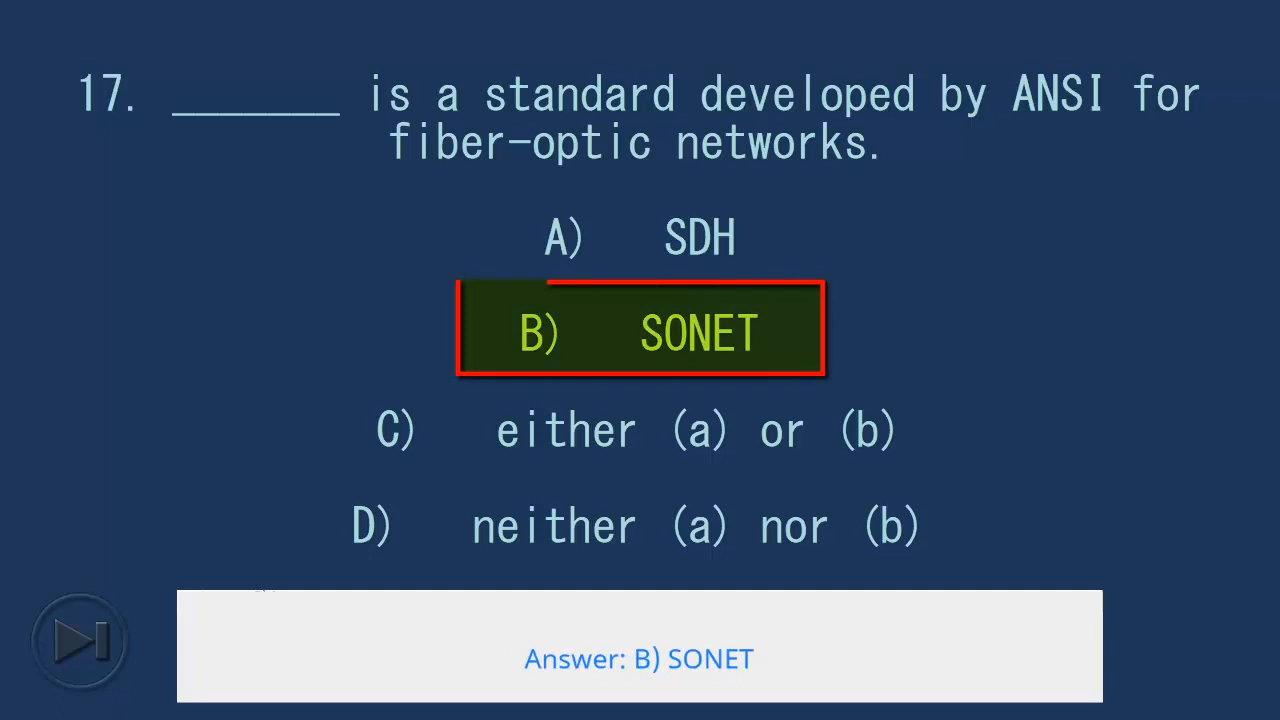 17. _______ is a standard developed by ANSI for
fiber-optic networks.
A) SDH
B) SONET
C) either (a) or (b)
D) neither (a) nor (b)
Answer: B) SONET